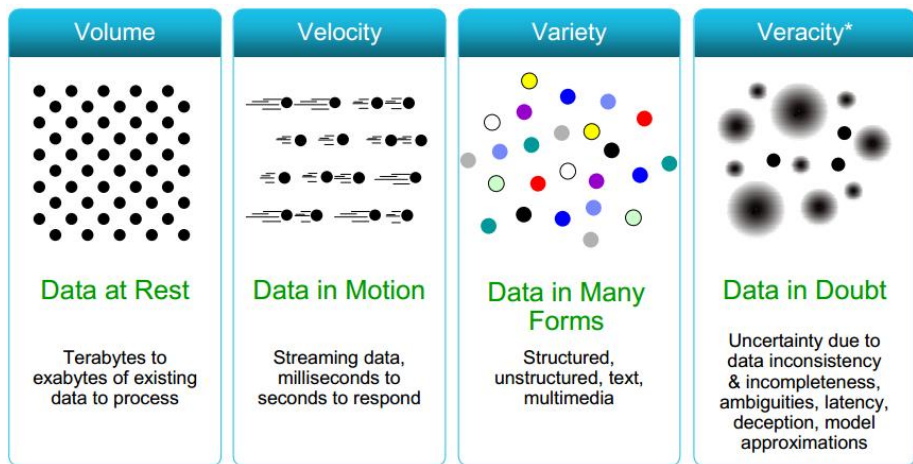 Volume
Data at Rest
Terabytes to
exabytes of existing
data to process
Velocity
Data in Motion
Streaming data,
milliseconds to
seconds to respond
Variety
Data in Many
Forms
Structured,
unstructured, text,
multimedia
Veracity*
Data in Doubt
Uncertainty due to
data inconsistency
& incompleteness,
ambiguities, latency,
deception, model
approximations